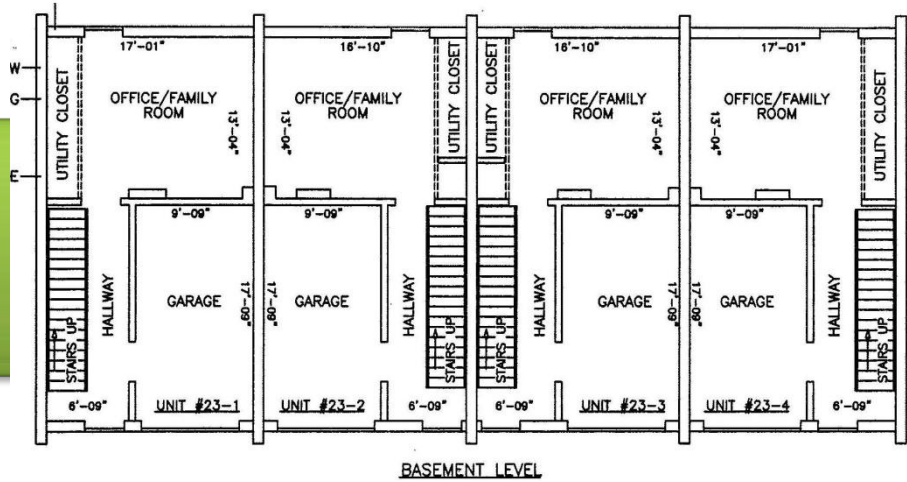 17'-01"
16'-10"
16'-10"
17'-01"
W
G
E
UTILITY CLOSET
OFFICE/FAMILY
ROOM
13'-04"
13'-04"
OFFICE/FAMILY
ROOM
UTILITY CLOSET
UTILITY CLOSET
OFFICE/FAMILY
ROOM
13'-04"
13'-04"
OFFICE/FAMILY
ROOM
UTILITY CLOSET
9'-09"
9'-09"
9'-09"
9'-09"
STAIRS UP
HALLWAY
GARAGE
17'-09"
17'-09"
GARAGE
HALLWAY
STAIRS UP
STAIRS UP
HALLWAY
GARAGE
17'-09"
17'-09"
GARAGE
HALLWAY
STAIRS UP
6'-09"
UNIT #23-1
UNIT #23-2
6'-09"
6'-09"
UNIT #23-3
UNIT #23-4
6'-09"
BASEMENT LEVEL